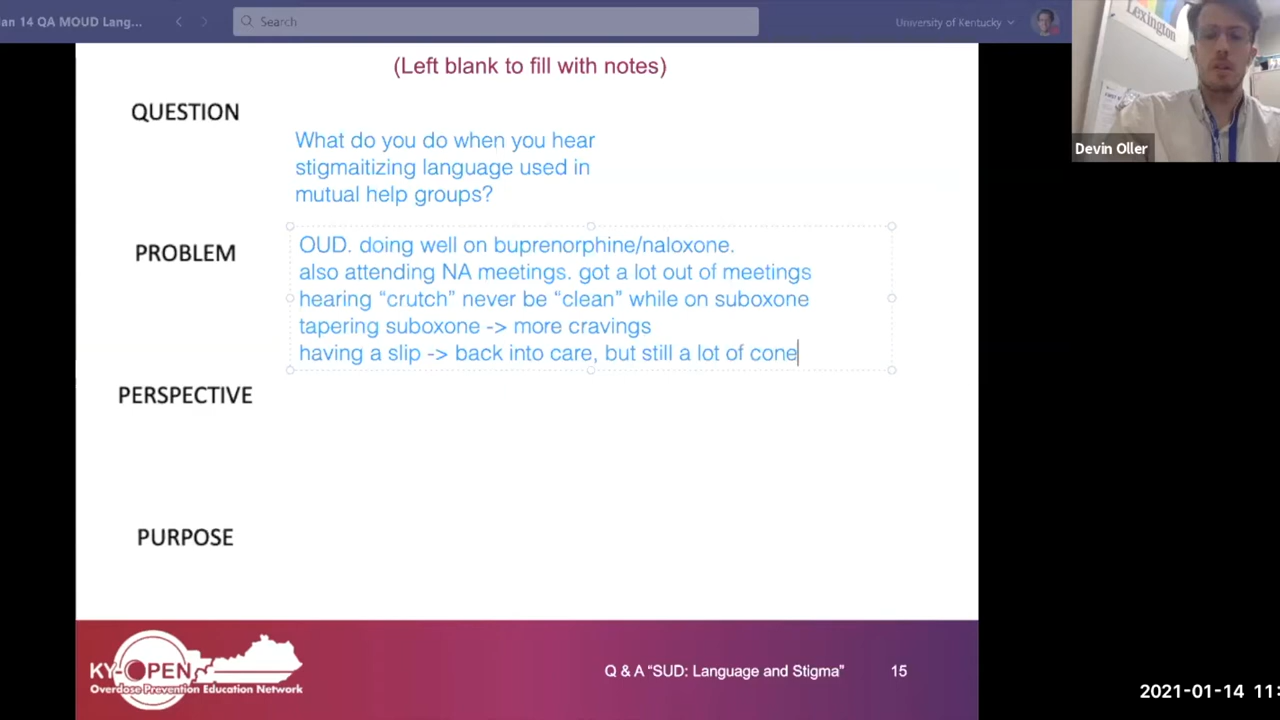 an 14 QA MOUD Lang...
Search
University of Kentucky
Lexington
Devin Oller
(Left blank to fill with notes)
QUESTION
What do you do when you hear
stigmaitizing language used in
mutual help groups?
PROBLEM
OUD. doing well on buprenorphine/naloxone.
also attending NA meetings. got a lot out of meetings
hearing “crutch” never be “clean” while on suboxone
tapering suboxone -> more cravings
having a slip -> back into care, but still a lot of cone
PERSPECTIVE
PURPOSE
KY-OPEN
Overdose Prevention Education Network
Q & A “SUD: Language and Stigma”
15
2021-01-14 11: